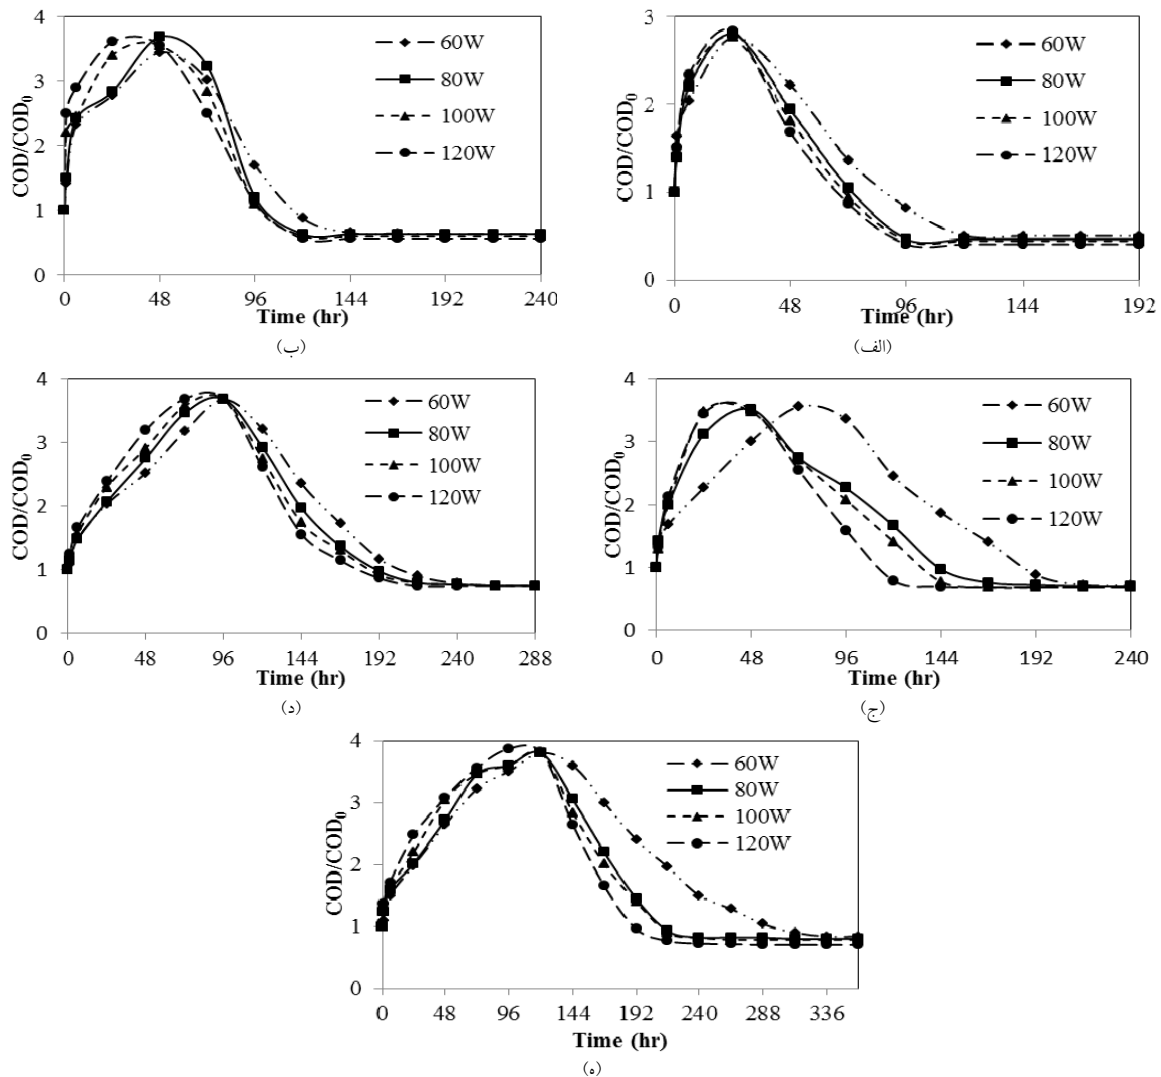 COD/COD0
3
2
1
0
60W
80W
100W
120W
0 48 96 144 192
Time (hr)
(الف)
COD/COD0
4
3
2
1
0
60W
80W
100W
120W
0 48 96 144 192 240
Time (hr)
(ب)
COD/COD0
4
3
2
1
0
60W
80W
100W
120W
0 48 96 144 192 240
Time (hr)
(ج)
COD/COD0
4
3
2
1
0
60W
80W
100W
120W
0 48 96 144 192 240 288
Time (hr)
(د)
COD/COD0
4
3
2
1
0
60W
80W
100W
120W
0 48 96 144 192 240 288 336
Time (hr)
(ه)